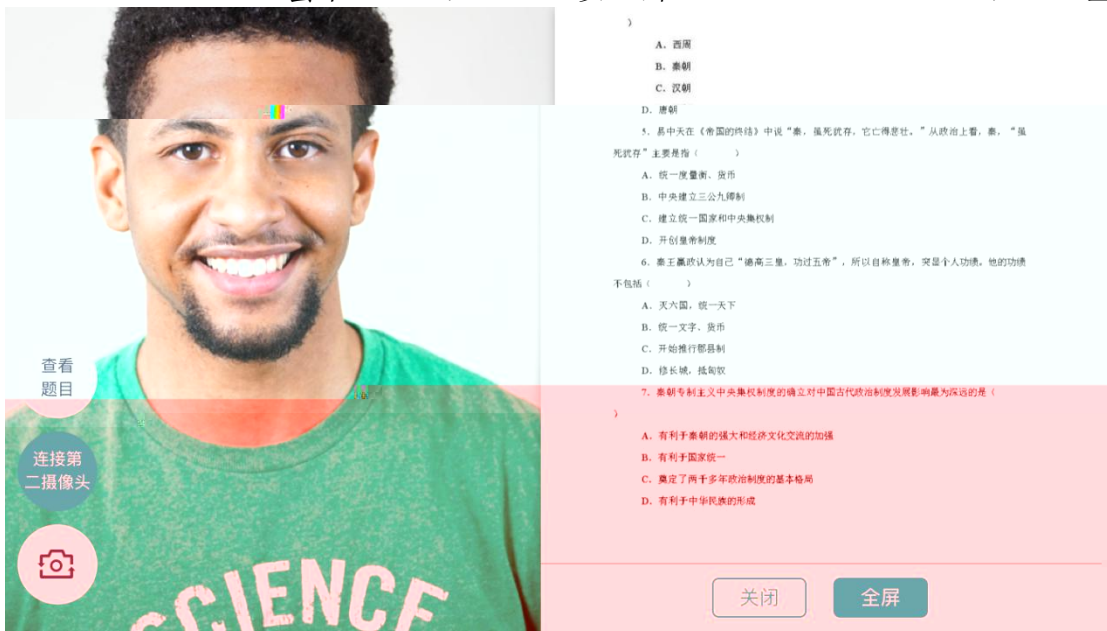 ）
A、西周
B、秦朝
C、汉朝
D、唐朝
5、易中天在《帝国的终结》中说“秦，虽死犹存，它亡得悲壮。”从政治上看，秦，“虽
死犹存”主要是指（ ）
A、统一度量衡、货币
B、中央建立三公九卿制
C、建立统一国家和中央集权制
D、开创皇帝制度
6、秦王嬴政认为自己“德高三皇，功过五帝”，所以自称皇帝，突显个人功绩。他的功绩
不包括（ ）
A、灭六国，统一天下
B、统一文字、货币
C、开始推行郡县制
D、修长城，抵匈奴
7、秦朝专制主义中央集权制度的确立对中国古代政治制度发展影响最为深远的是（
）
A、有利于秦朝的强大和经济文化交流的加强
B、有利于国家统一
C、奠定了两千多年政治制度的基本格局
D、有利于中华民族的形成
查看
题目
连接第
二摄像头
SCIENCE
关闭
全屏